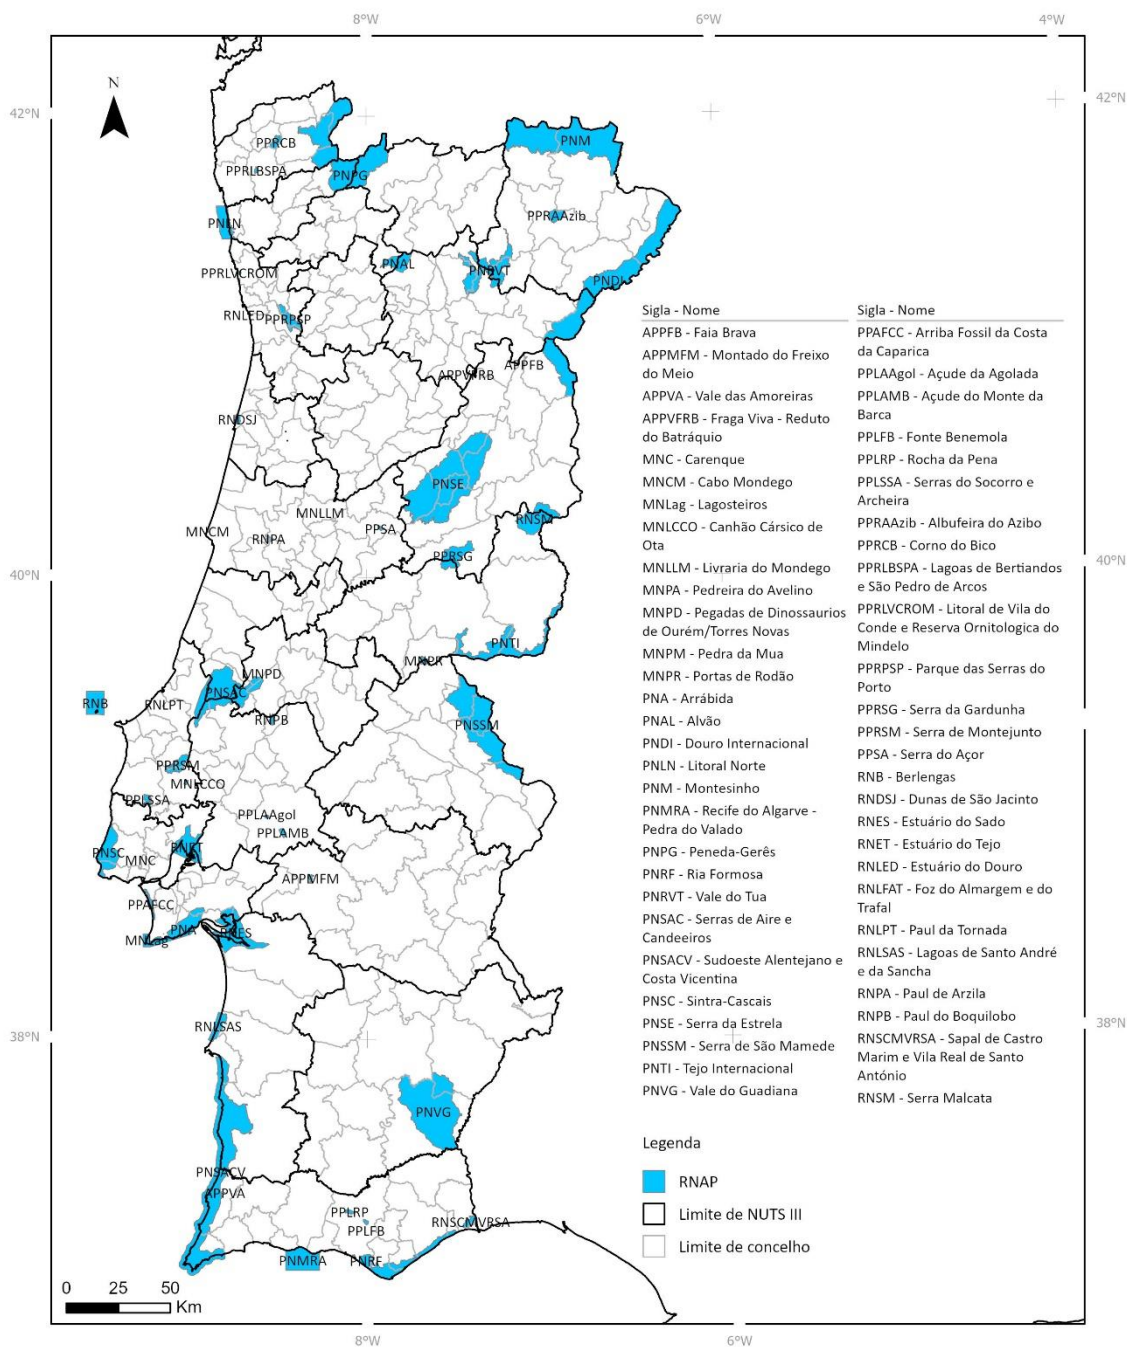 8°W
6°W
4°W
42°N
42°N
N
PPRCB
PNM
PPRLBSPA
PNPG
PPRAAzib
PNLN
PNAL
PNRVT
PPRLVCROM
PNDI
RNLED
PPRPSP
APPVFRB
APPFB
RNDSJ
PNSE
MNLLM
MNCM
PPSA
RNSM
RNPA
PPRSG
40°N
40°N
PNTI
MNPR
MNPD
PNSAC
RNB
RNLPT
RNPB
PNSSM
PPRSM
MNLCCO
PPLSSA
PPLAAgol
PPLAMB
PNSC
MNC
RNET
APPMFM
PPAFCC
PNA
RNES
MNLag
RNLSAS
38°N
38°N
PNVG
PNSACV
APPVA
PPLRP
PPLFB
RNSCMVRSA
PNMRA
PNRF
0 25 50
Km
8°W
6°W
Sigla - Nome
APPFB - Faia Brava
APPMFM - Montado do Freixo
do Meio
APPVA - Vale das Amoreiras
APPVFRB - Fraga Viva - Reduto
do Batráquio
MNC - Carenque
MNCM - Cabo Mondego
MNLag - Lagosteiros
MNLCCO - Canhão Cársico de
Ota
MNLLM - Livraria do Mondego
MNPA - Pedreira do Avelino
MNPD - Pegadas de Dinossaurios
de Ourém/Torres Novas
MNPM - Pedra da Mua
MNPR - Portas de Rodão
PNA - Arrábida
PNAL - Alvão
PNDI - Douro Internacional
PNLN - Litoral Norte
PNM - Montesinho
PNMRA - Recife do Algarve -
Pedra do Valado
PNPG - Peneda-Gerês
PNRF - Ria Formosa
PNRVT - Vale do Tua
PNSAC - Serras de Aire e
Candeeiros
PNSACV - Sudoeste Alentejano e
Costa Vicentina
PNSC - Sintra-Cascais
PNSE - Serra da Estrela
PNSSM - Serra de São Mamede
PNTI - Tejo Internacional
PNVG - Vale do Guadiana
Sigla - Nome
PPAFCC - Arriba Fossil da Costa
da Caparica
PPLAAgol - Açude da Agolada
PPLAMB - Açude do Monte da
Barca
PPLFB - Fonte Benemola
PPLRP - Rocha da Pena
PPLSSA - Serras do Socorro e
Archeira
PPRAAzib - Albufeira do Azibo
PPRCB - Corno do Bico
PPRLBSPA - Lagoas de Bertiandos
e São Pedro de Arcos
PPRLVCROM - Litoral de Vila do
Conde e Reserva Ornitologica do
Mindelo
PPRPSP - Parque das Serras do
Porto
PPRSG - Serra da Gardunha
PPRSM - Serra de Montejunto
PPSA - Serra do Açor
RNB - Berlengas
RNDSJ - Dunas de São Jacinto
RNES - Estuário do Sado
RNET - Estuário do Tejo
RNLED - Estuário do Douro
RNLFAT - Foz do Almargem e do
Trafal
RNLPT - Paul da Tornada
RNLSAS - Lagoas de Santo André
e da Sancha
RNPA - Paul de Arzila
RNPB - Paul do Boquilobo
RNSCMVRSA - Sapal de Castro
Marim e Vila Real de Santo
António
RNSM - Serra Malcata
Legenda
RNAP
Limite de NUTS III
Limite de concelho